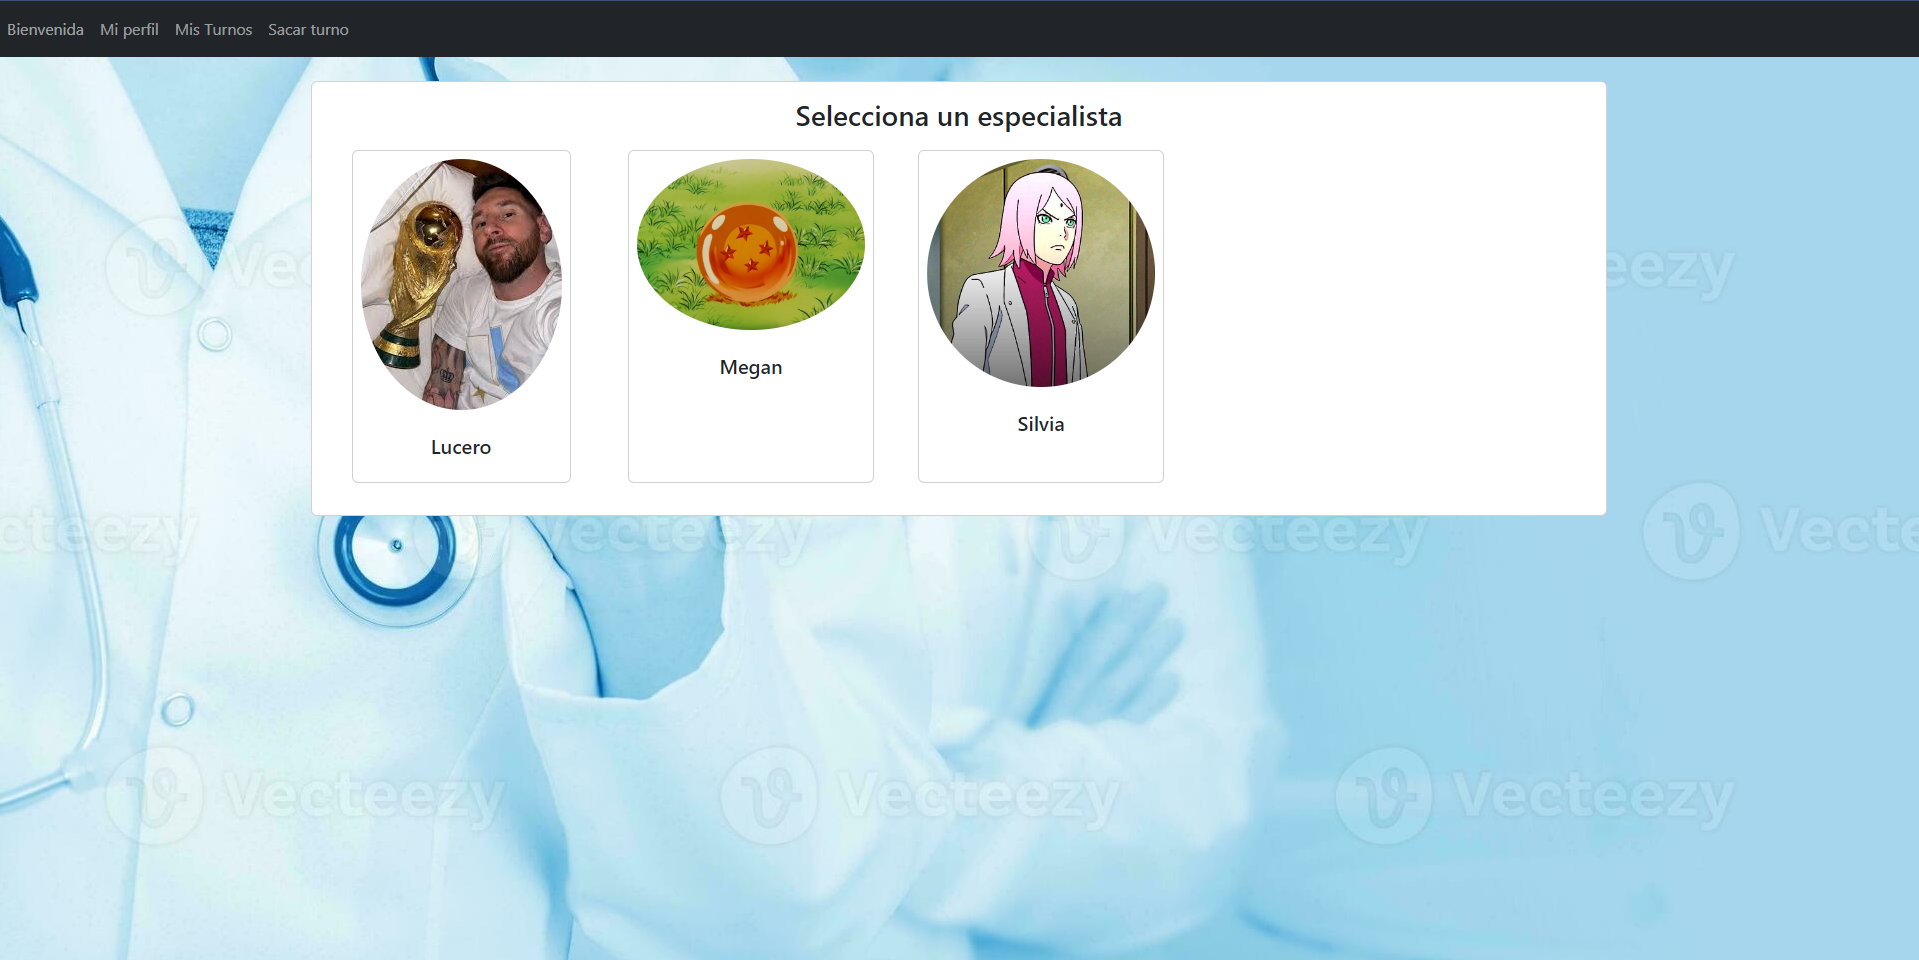 Bienvenida Mi perfil Mis Turnos Sacar turno
Selecciona un especialista
Lucero
Megan
Silvia
Vecteezy
Vecteezy
Vecteezy
Vecteezy
Vecteezy
Vecteezy